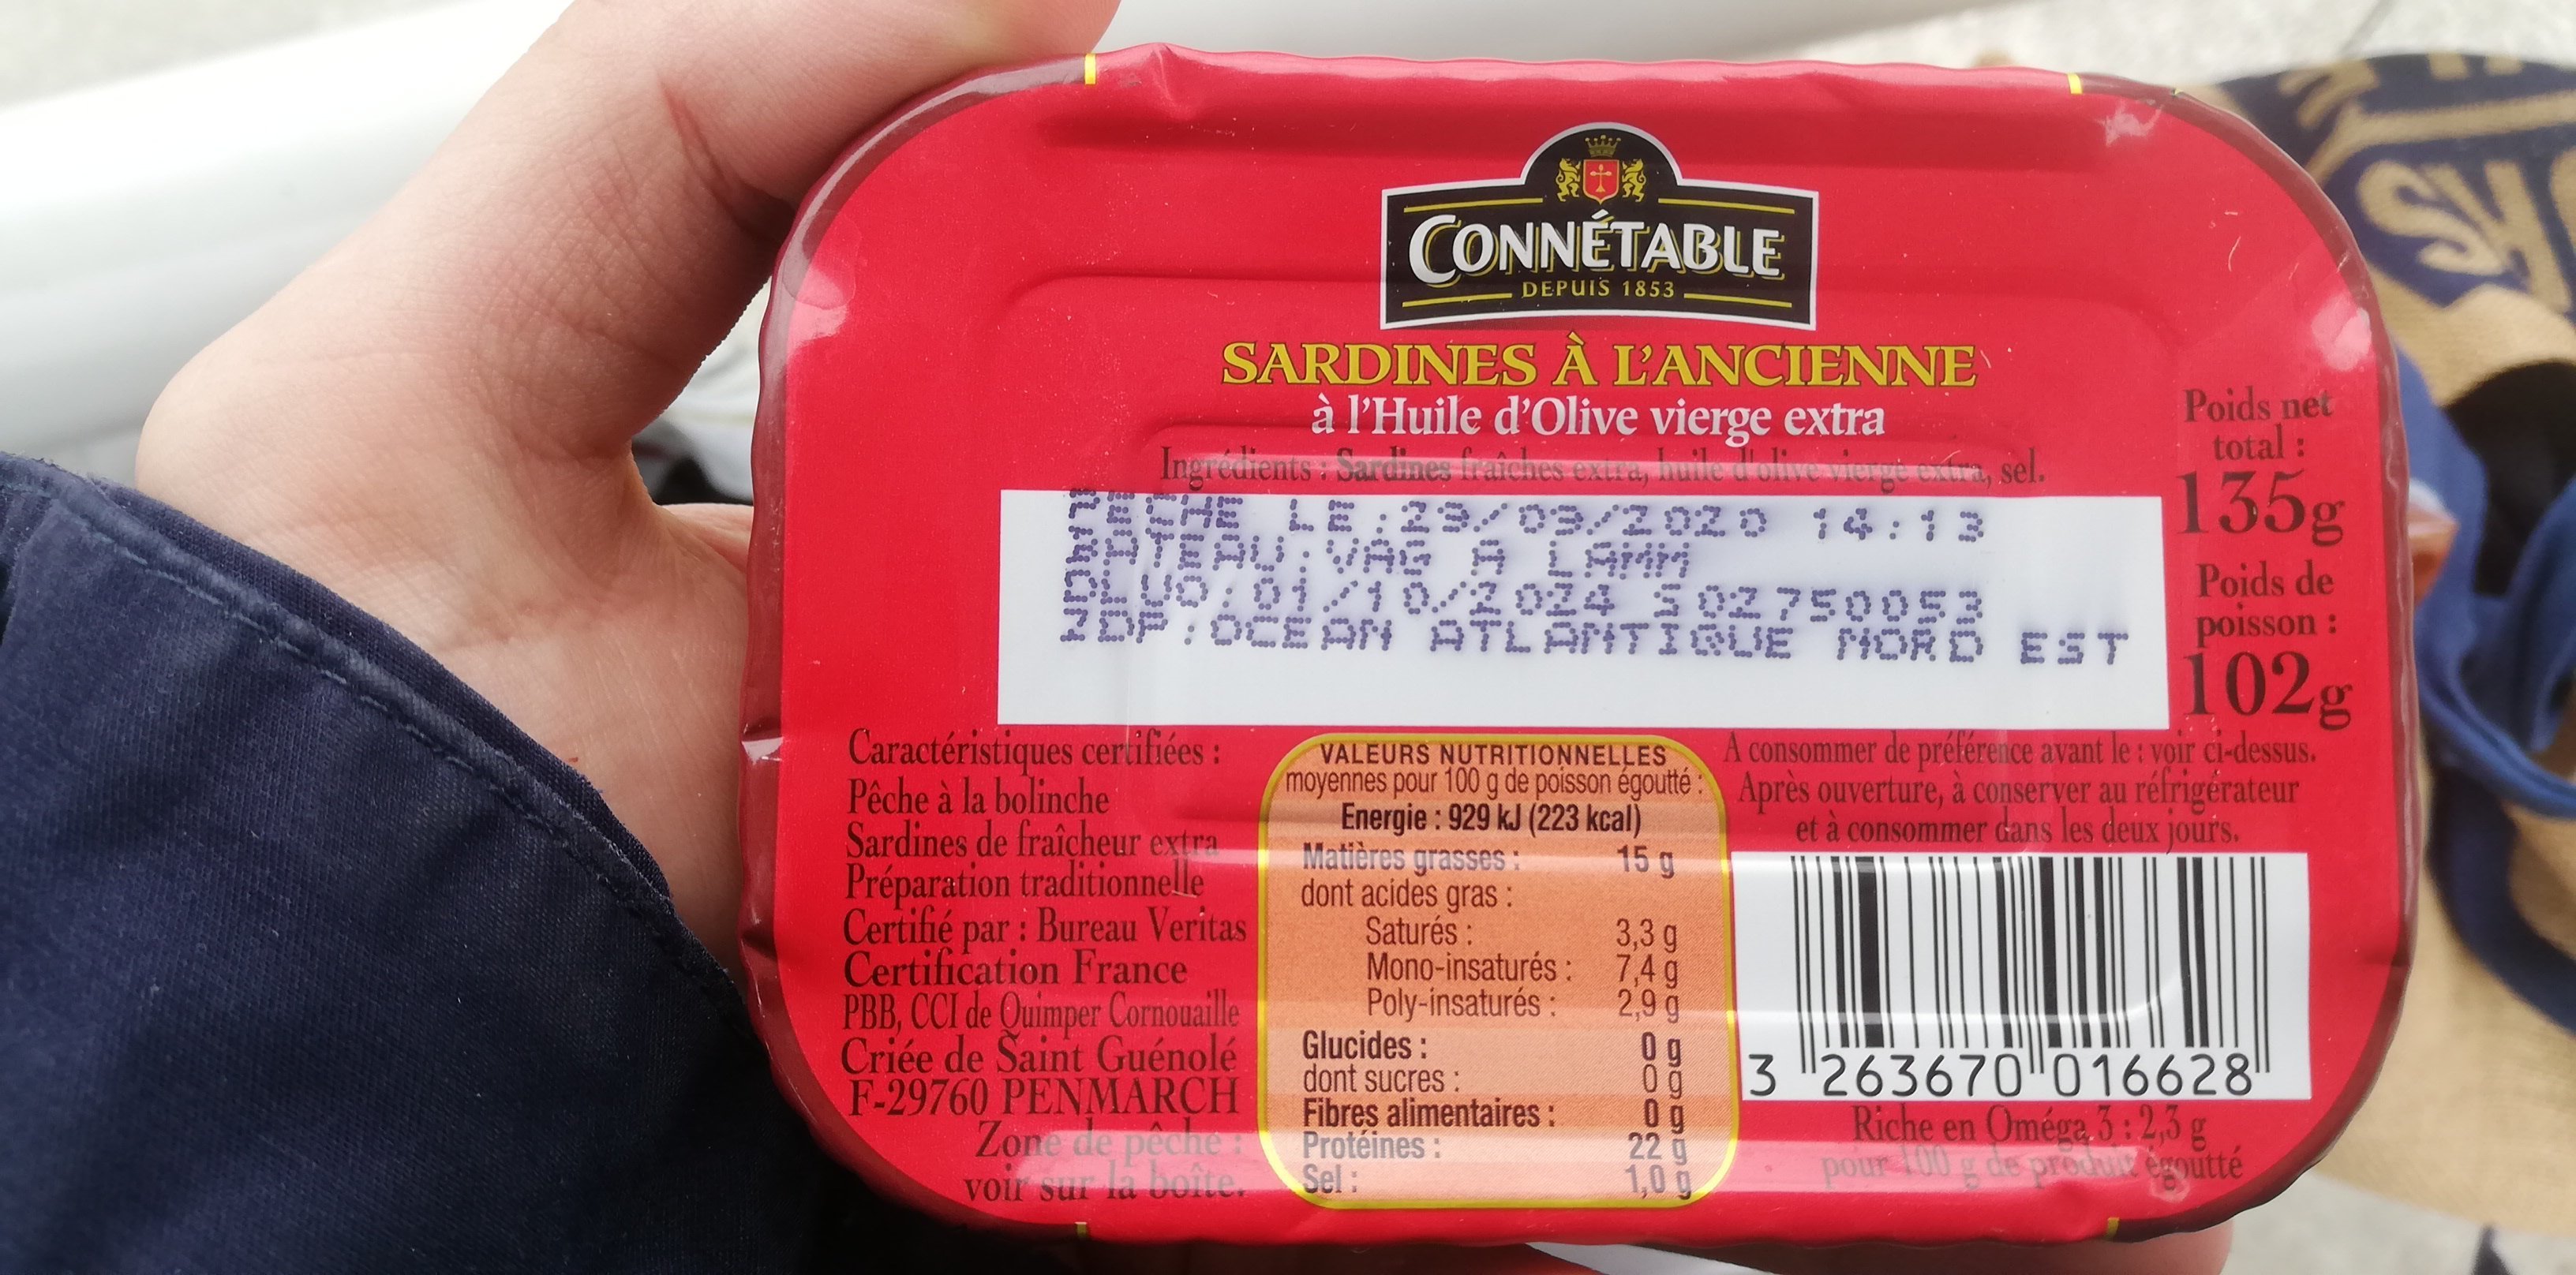 CONNÉTABLE
DEPUIS 1853
SARDINES À L'ANCIENNE
à l'Huile d'Olive vierge extra
Ingrédients : Sardines fraîches extra, huile d'olive vierge extra, sel.
PECHE LE:29/09/2020 14:13
BATEAU:VAG A LAMM
DLUO:01/10/2024 S02750053
ZDP:OCEAN ATLANTIQUE NORD EST
Poids net
total :
135g
Poids de
poisson :
102g
Caractéristiques certifiées :
Pêche à la bolinche
Sardines de fraîcheur extra
Préparation traditionnelle
Certifié par : Bureau Veritas
Certification France
PBB, CCI de Quimper Cornouaille
Criée de Saint Guénolé
F-29760 PENMARCH
Zone de pêche :
voir sur la boîte.
VALEURS NUTRITIONNELLES
moyennes pour 100 g de poisson égoutté :
Energie : 929 kJ (223 kcal)
Matières grasses : 15 g
dont acides gras :
Saturés : 3,3 g
Mono-insaturés : 7,4 g
Poly-insaturés : 2,9 g
Glucides : 0 g
dont sucres : 0 g
Fibres alimentaires : 0 g
Protéines : 22 g
Sel : 1,0 g
A consommer de préférence avant le : voir ci-dessus.
Après ouverture, à conserver au réfrigérateur
et à consommer dans les deux jours.
3 263670 016628
Riche en Oméga 3 : 2,3 g
pour 100 g de produit égoutté